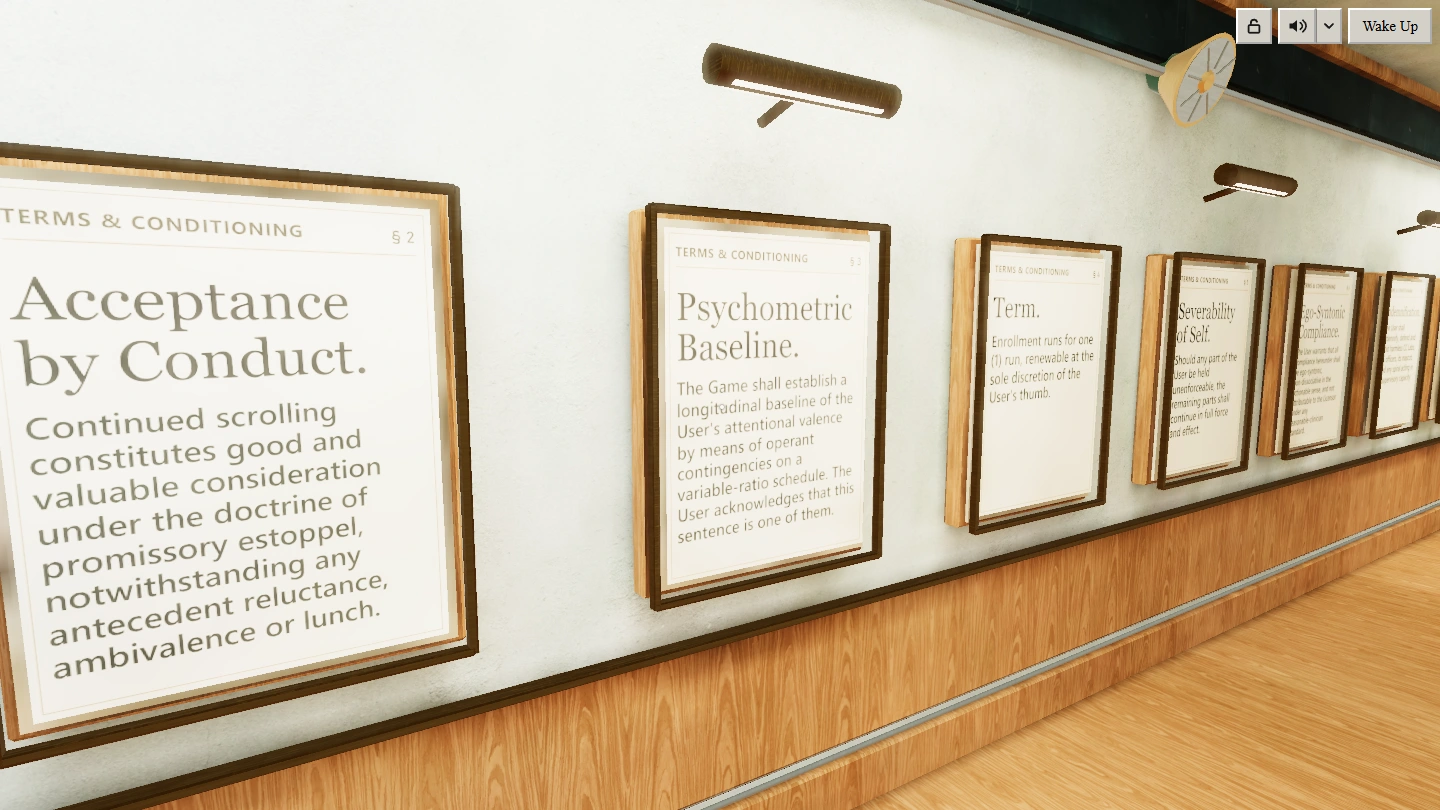 Wake Up
TERMS & CONDITIONING
§ 2
Acceptance
by Conduct.
Continued scrolling
constitutes good and
valuable consideration
under the doctrine of
promissory estoppel,
notwithstanding any
antecedent reluctance,
ambivalence or lunch.
TERMS & CONDITIONING
§ 3
Psychometric
Baseline.
The Game shall establish a
longitudinal baseline of the
User's attentional valence
by means of operant
contingencies on a
variable-ratio schedule. The
User acknowledges that this
sentence is one of them.
TERMS & CONDITIONING
Term.
Enrollment runs for one
(1) run, renewable at the
sole discretion of the
User's thumb.
TERMS & CONDITIONING
Severability
of Self.
Should any part of the
User be held
unenforceable, the
remaining parts shall
continue in full force
and effect.
Ego-Syntonic
Compliance.